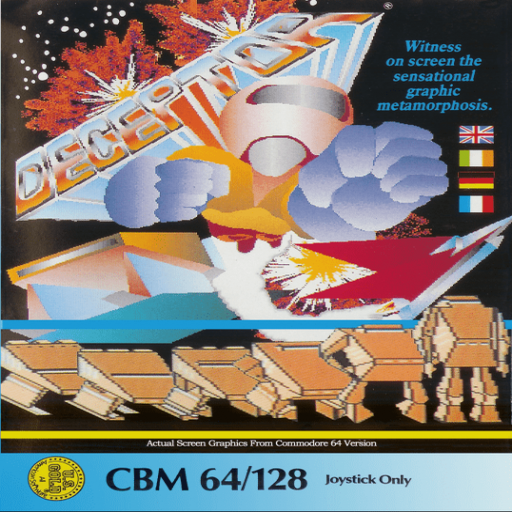 DECEPTOR
Witness
on screen the
sensational
graphic
metamorphosis.
Actual Screen Graphics From Commodore 64 Version
U.S.
GOLD
CBM 64/128 Joystick Only